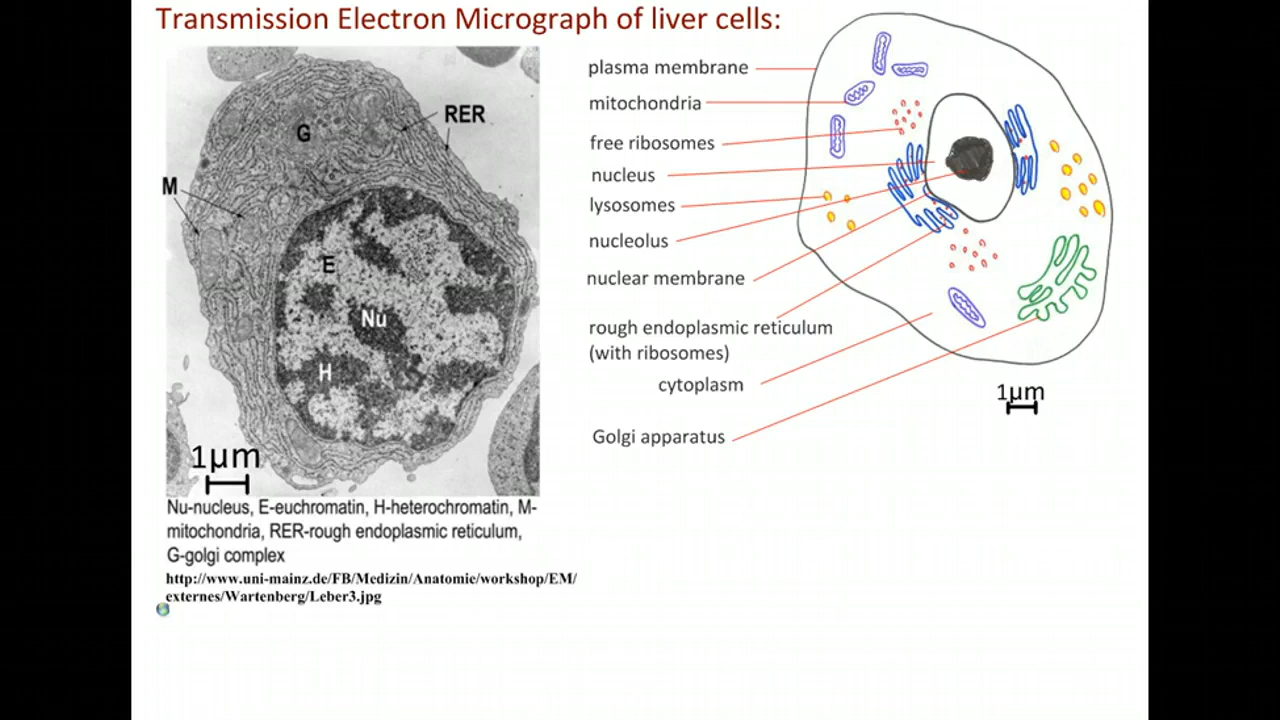 Transmission Electron Micrograph of liver cells:
G
RER
M
E
Nu
H
1µm
Nu-nucleus, E-euchromatin, H-heterochromatin, M-
mitochondria, RER-rough endoplasmic reticulum,
G-golgi complex
http://www.uni-mainz.de/FB/Medizin/Anatomie/workshop/EM/
externes/Wartenberg/Leber3.jpg
plasma membrane
mitochondria
free ribosomes
nucleus
lysosomes
nucleolus
nuclear membrane
rough endoplasmic reticulum
(with ribosomes)
cytoplasm
Golgi apparatus
1µm